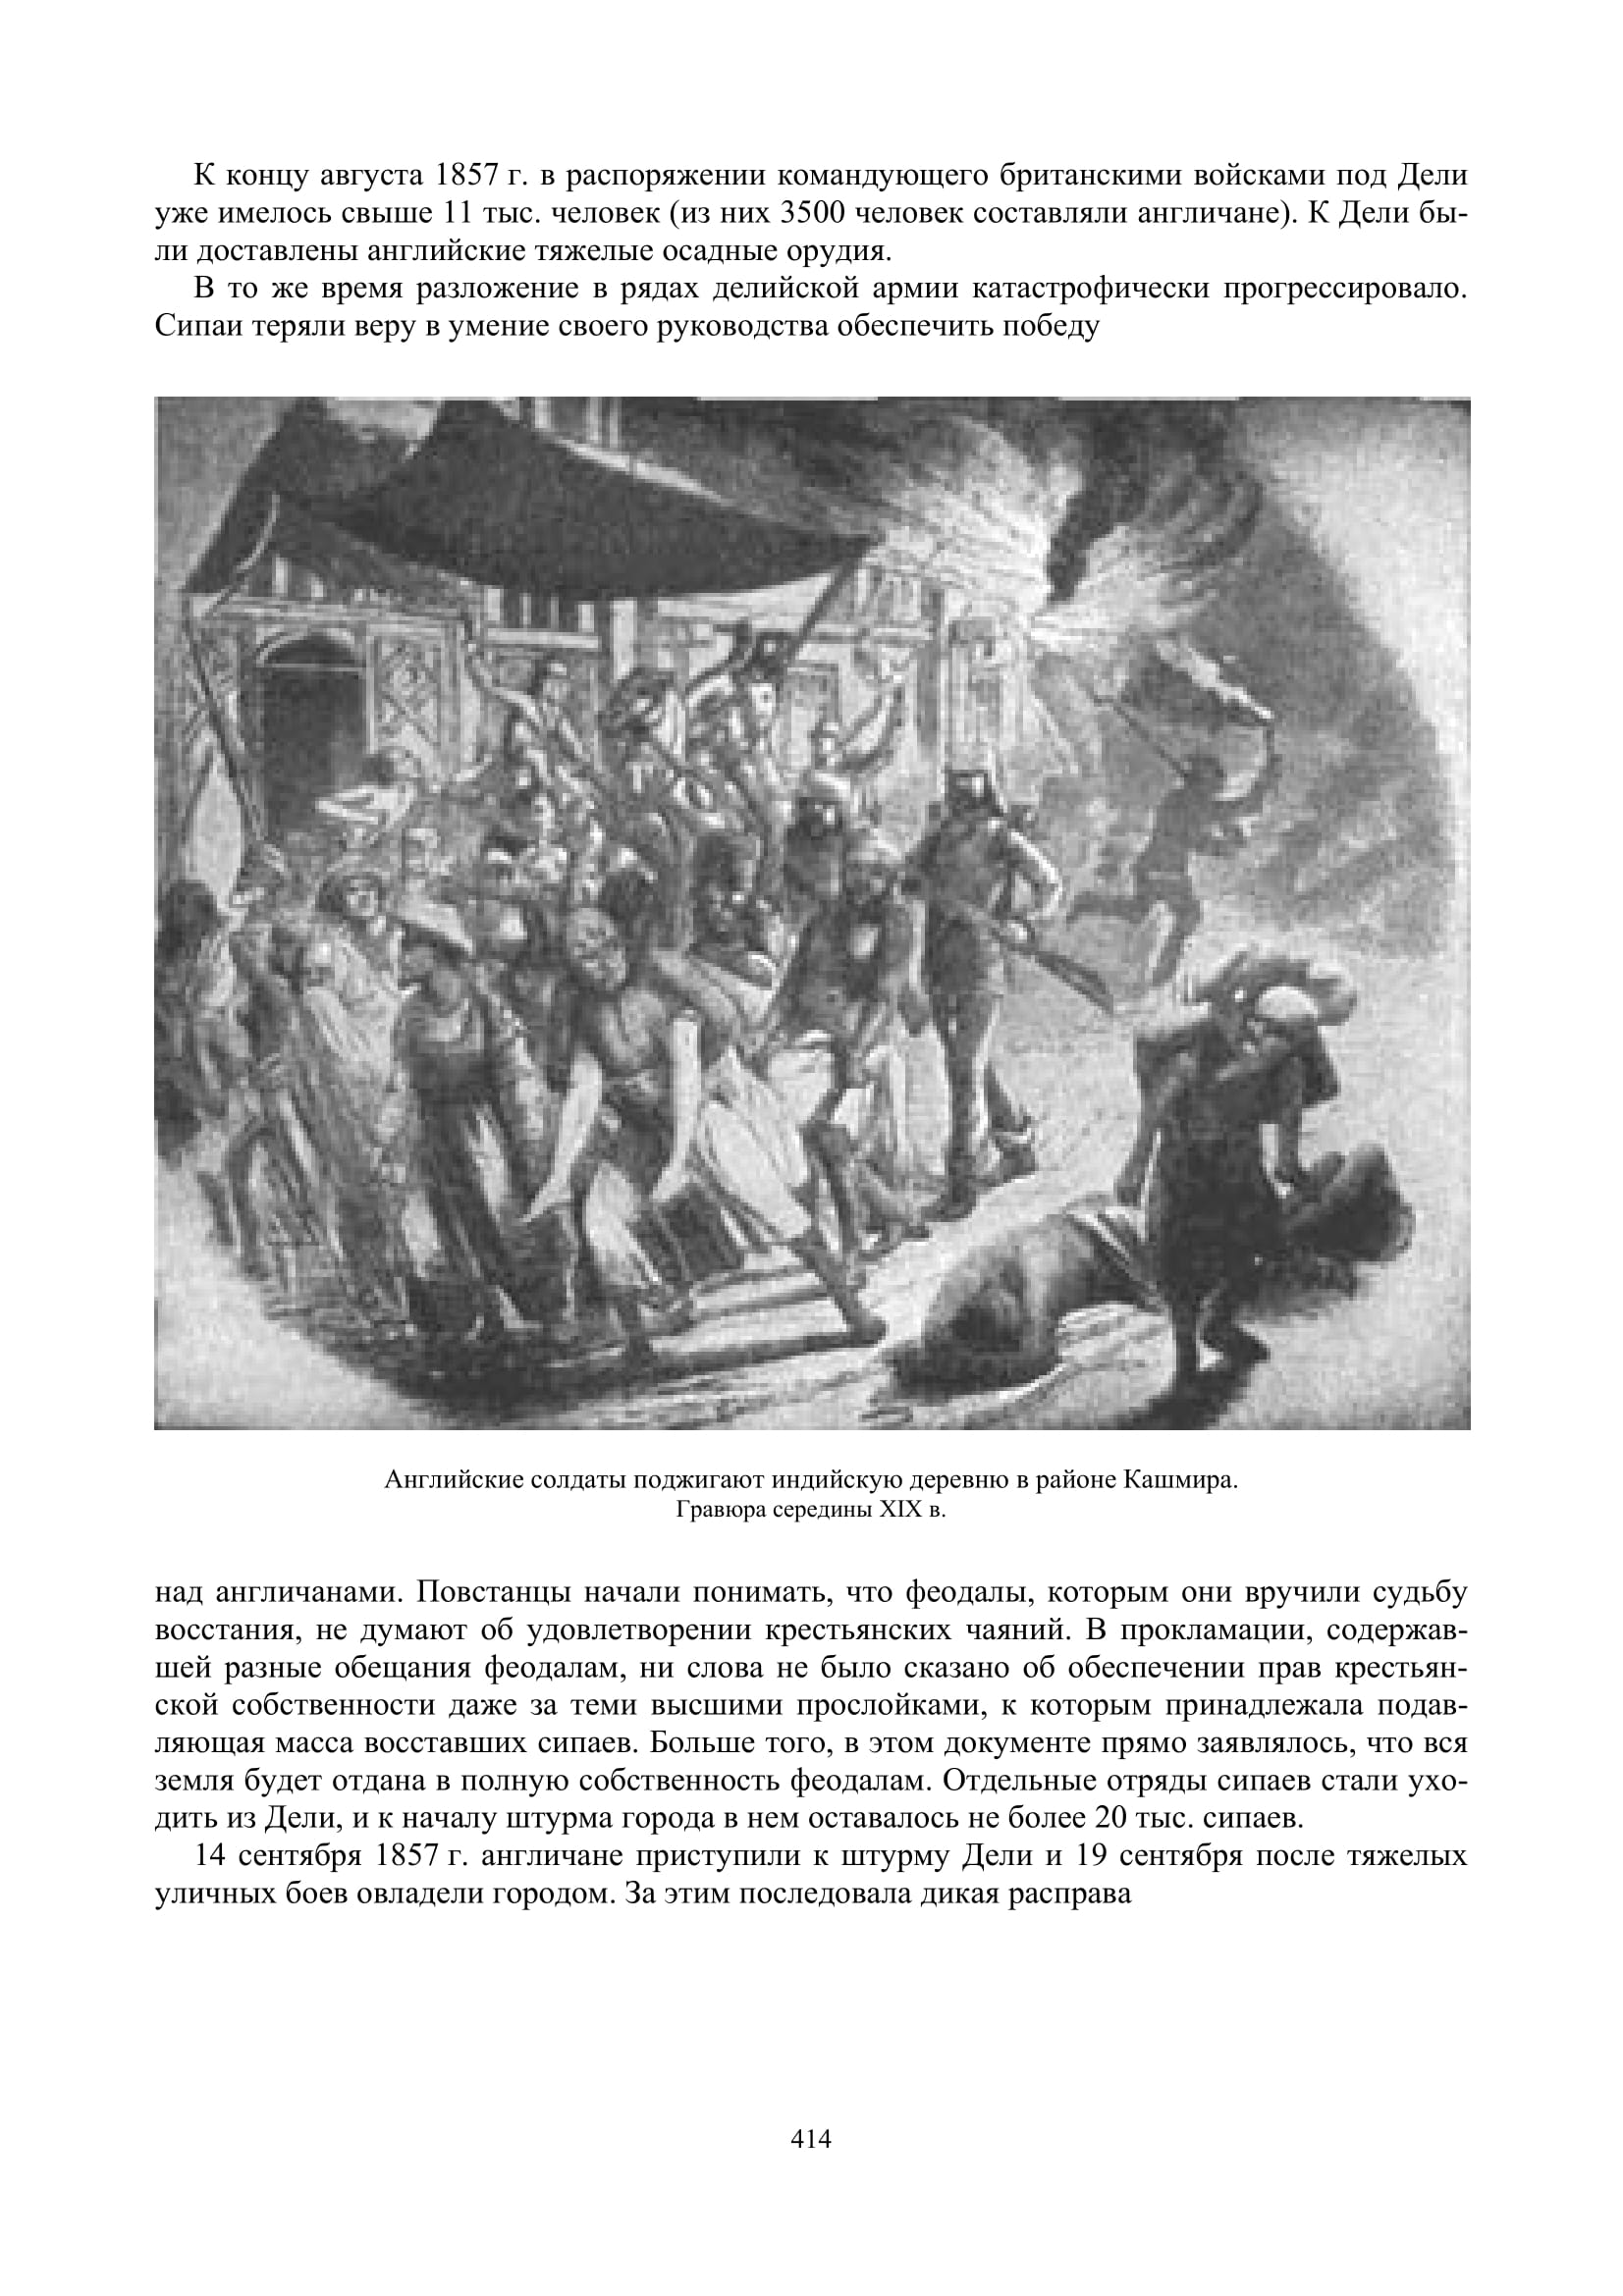 К концу августа 1857 г. в распоряжении командующего британскими войсками под Дели
уже имелось свыше 11 тыс. человек (из них 3500 человек составляли англичане). К Дели бы-
ли доставлены английские тяжелые осадные орудия.
В то же время разложение в рядах делийской армии катастрофически прогрессировало.
Сипаи теряли веру в умение своего руководства обеспечить победу
Английские солдаты поджигают индийскую деревню в районе Кашмира.
Гравюра середины XIX в.
над англичанами. Повстанцы начали понимать, что феодалы, которым они вручили судьбу
восстания, не думают об удовлетворении крестьянских чаяний. В прокламации, содержав-
шей разные обещания феодалам, ни слова не было сказано об обеспечении прав крестьян-
ской собственности даже за теми высшими прослойками, к которым принадлежала подав-
ляющая масса восставших сипаев. Больше того, в этом документе прямо заявлялось, что вся
земля будет отдана в полную собственность феодалам. Отдельные отряды сипаев стали ухо-
дить из Дели, и к началу штурма города в нем оставалось не более 20 тыс. сипаев.
14 сентября 1857 г. англичане приступили к штурму Дели и 19 сентября после тяжелых
уличных боев овладели городом. За этим последовала дикая расправа
414